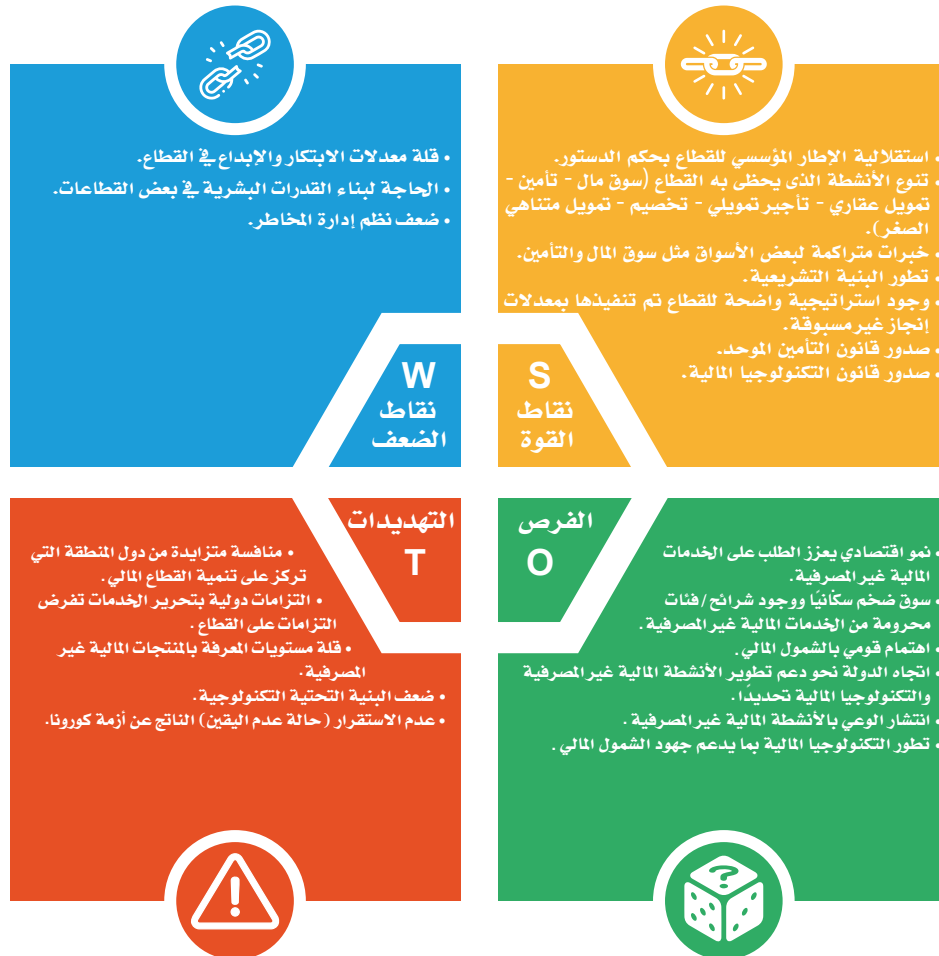 • استقلالية الإطار المؤسسي للقطاع بحكم الدستور.
• تنوع الأنشطة الذى يحظى به القطاع (سوق مال - تأمين -
تمويل عقاري - تأجير تمويلي - تخصيم - تمويل متناهي
الصغر).
• خبرات متراكمة لبعض الأسواق مثل سوق المال والتأمين.
• تطور البنية التشريعية.
• وجود استراتيجية واضحة للقطاع تم تنفيذها بمعدلات
إنجاز غير مسبوقة.
• صدور قانون التأمين الموحد.
• صدور قانون التكنولوجيا المالية.
S
نقاط
القوة
• قلة معدلات الابتكار والإبداع في القطاع.
• الحاجة لبناء القدرات البشرية في بعض القطاعات.
• ضعف نظم إدارة المخاطر.
W
نقاط
الضعف
الفرص
O
• نمو اقتصادي يعزز الطلب على الخدمات
المالية غير المصرفية.
• سوق ضخم سكَّانيًا ووجود شرائح/فئات
محرومة من الخدمات المالية غير المصرفية.
• اهتمام قومي بالشمول المالي.
• اتجاه الدولة نحو دعم تطوير الأنشطة المالية غير المصرفية
والتكنولوجيا المالية تحديدًا.
• انتشار الوعي بالأنشطة المالية غير المصرفية.
• تطور التكنولوجيا المالية بما يدعم جهود الشمول المالي.
?
التهديدات
T
• منافسة متزايدة من دول المنطقة التي
تركز على تنمية القطاع المالي.
• التزامات دولية بتحرير الخدمات تفرض
التزامات على القطاع.
• قلة مستويات المعرفة بالمنتجات المالية غير
المصرفية.
• ضعف البنية التحتية التكنولوجية.
• عدم الاستقرار (حالة عدم اليقين) الناتج عن أزمة كورونا.
!